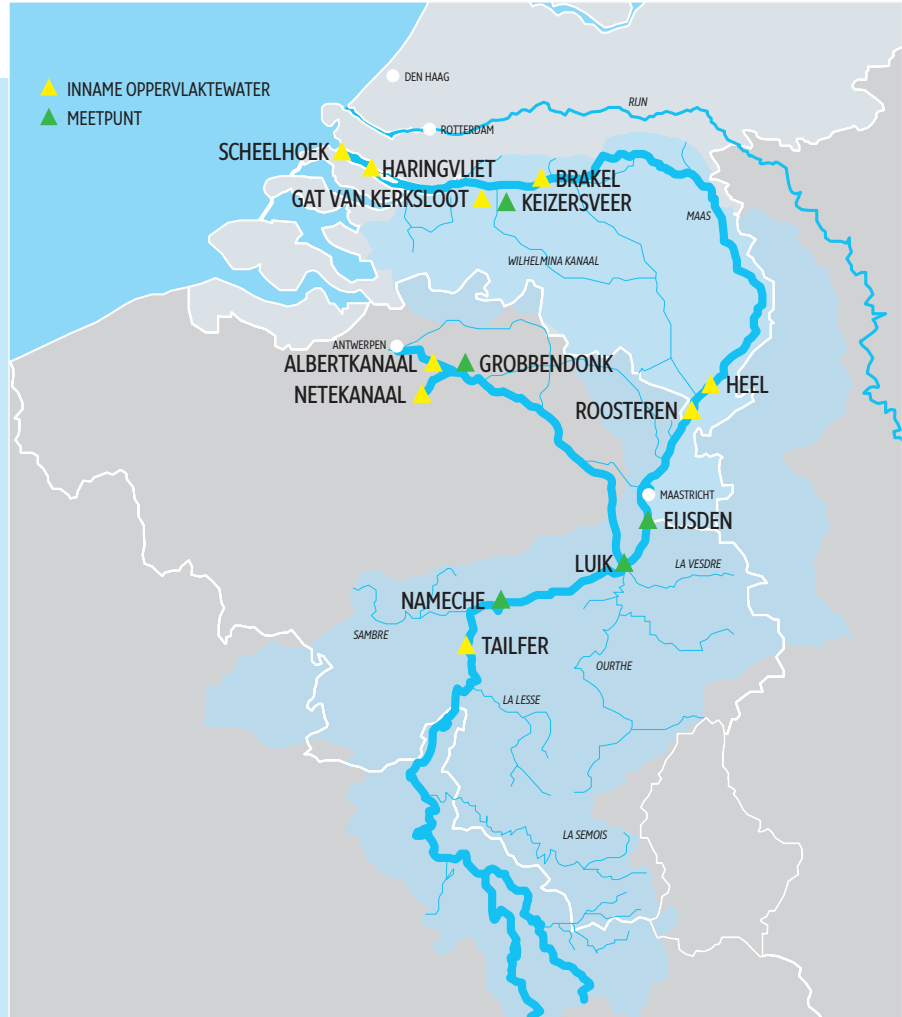 DEN HAAG
INNAME OPPERVLAKTEWATER
RIJN
MEETPUNT
ROTTERDAM
SCHEELHOEK
HARINGVLIET
BRAKEL
GAT VAN KERKSLOOT
KEIZERSVEER
MAAS
WILHELMINA KANAAL
ANTWERPEN
ALBERTKANAAL
GROBBENDONK
HEEL
NETEKANAAL
ROOSTEREN
MAASTRICHT
EIJSDEN
LUIK
LA VESDRE
NAMECHE
SAMBRE
TAILFER
OURTHE
LA LESSE
LA SEMOIS